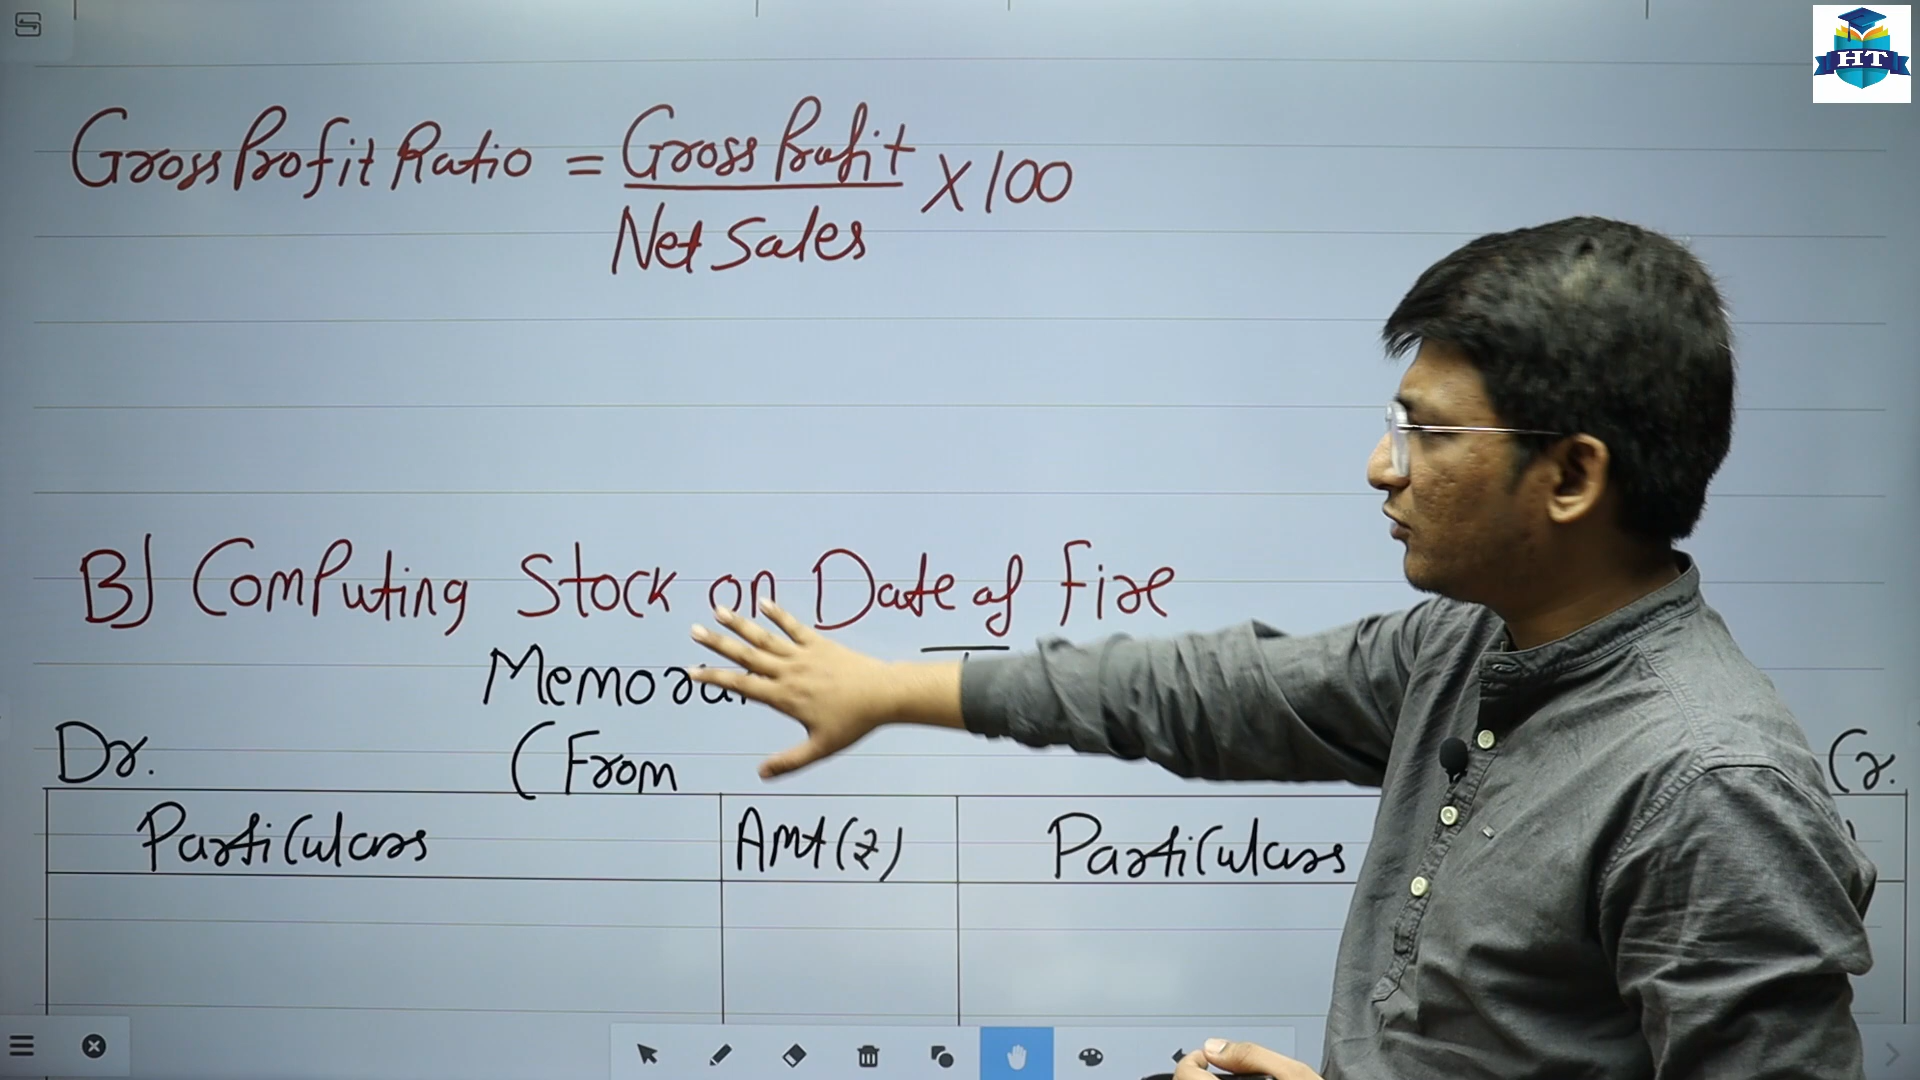 HT
Gross Profit Ratio = Gross Profit X 100
Net Sales
B) Computing Stock on Date of Fire
Dr.
(From
Cr.
Particulars Amt(₹) Particulars